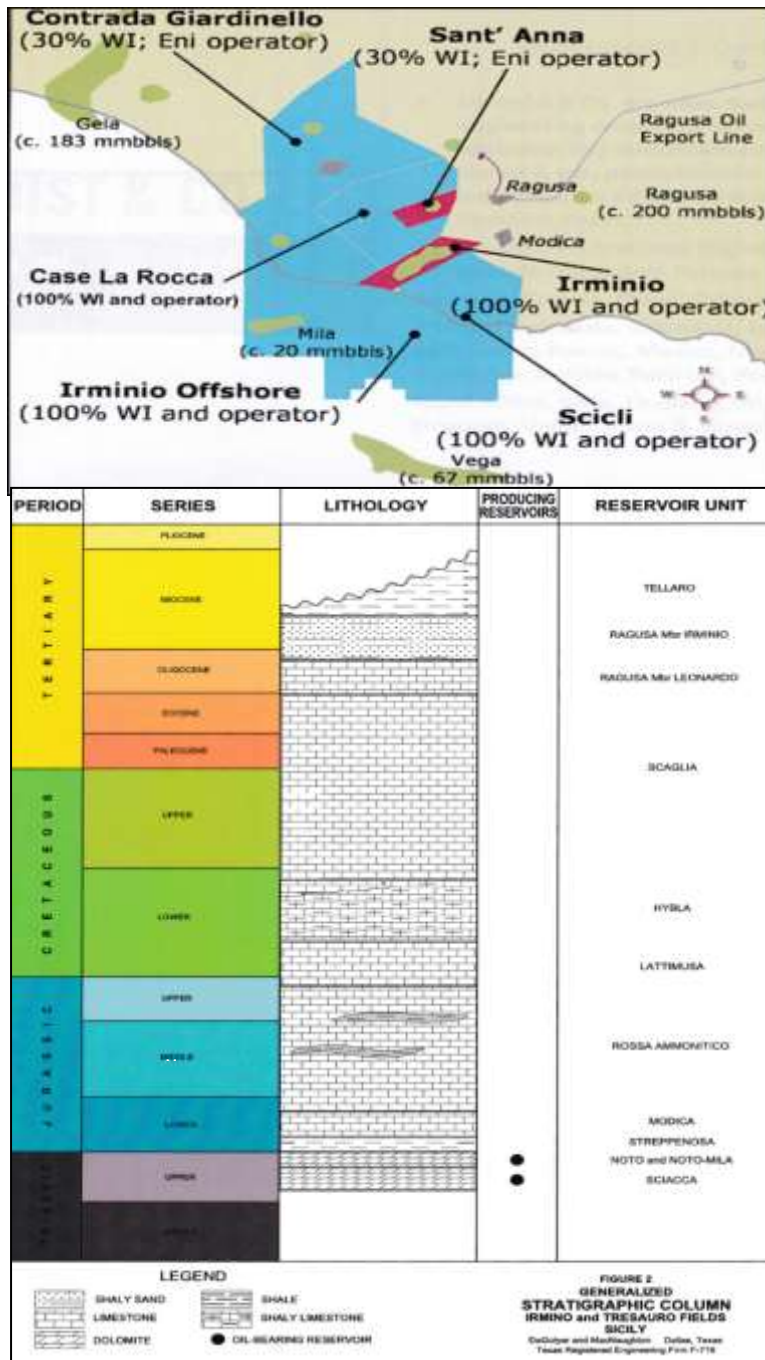 Contrada Giardinello
(30% WI; Eni operator)
Sant' Anna
(30% WI; Eni operator)
Gela
(c. 183 mmbbls)
Ragusa Oil
Export Line
Ragusa
Ragusa
(c. 200 mmbbls)
Modica
Case La Rocca
(100% WI and operator)
Irminio
(100% WI and operator)
Mila
(c. 20 mmbbls)
Irminio Offshore
(100% WI and operator)
Scicli
(100% WI and operator)
Vega
(c. 67 mmbbls)
N
W
E
S
PERIOD SERIES LITHOLOGY PRODUCING RESERVOIRS RESERVOIR UNIT
TERTIARY
PLIOCENE
MIOCENE
TELLARO
RAGUSA Mbr IRMINIO
OLIGOCENE
RAGUSA Mbr LEONARDO
EOCENE
PALEOCENE
SCAGLIA
CRETACEOUS
UPPER
LOWER
HYBLA
LATTIMUSA
JURASSIC
UPPER
MIDDLE
ROSSA AMMONITICO
LOWER
MODICA
STREPPENOSA
TRIASSIC
UPPER
NOTO and NOTO-MILA
SCIACCA
LEGEND
SHALY SAND SHALE
LIMESTONE SHALY LIMESTONE
DOLOMITE OIL-BEARING RESERVOIR
FIGURE 2
GENERALIZED
STRATIGRAPHIC COLUMN
IRMINO and TRESAURO FIELDS
SICILY
DeGolyer and MacNaughton Dallas, Texas
Texas Registered Engineering Firm F-716